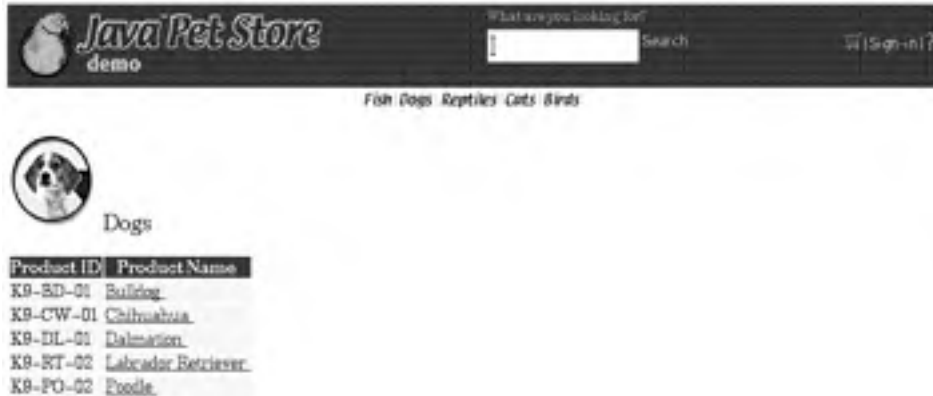 What are you looking for?
Java Pet Store
demo
Search
|Sign-in|?
Fish Dogs Reptiles Cats Birds
Dogs
Product ID Product Name
K9-BD-01 Bulldog
K9-CW-01 Chihuahua
K9-DL-01 Dalmation
K9-RT-02 Labrador Retriever
K9-PO-02 Poodle